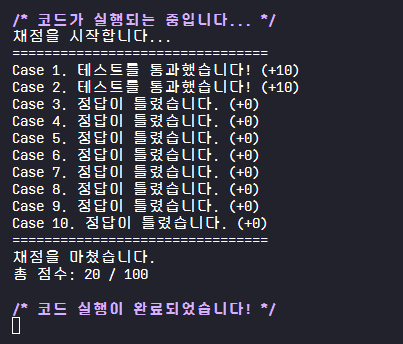 /* 코드가 실행되는 중입니다... */
채점을 시작합니다...
================================
Case 1. 테스트를 통과했습니다! (+10)
Case 2. 테스트를 통과했습니다! (+10)
Case 3. 정답이 틀렸습니다. (+0)
Case 4. 정답이 틀렸습니다. (+0)
Case 5. 정답이 틀렸습니다. (+0)
Case 6. 정답이 틀렸습니다. (+0)
Case 7. 정답이 틀렸습니다. (+0)
Case 8. 정답이 틀렸습니다. (+0)
Case 9. 정답이 틀렸습니다. (+0)
Case 10. 정답이 틀렸습니다. (+0)
================================
채점을 마쳤습니다.
총 점수: 20 / 100
/* 코드 실행이 완료되었습니다! */